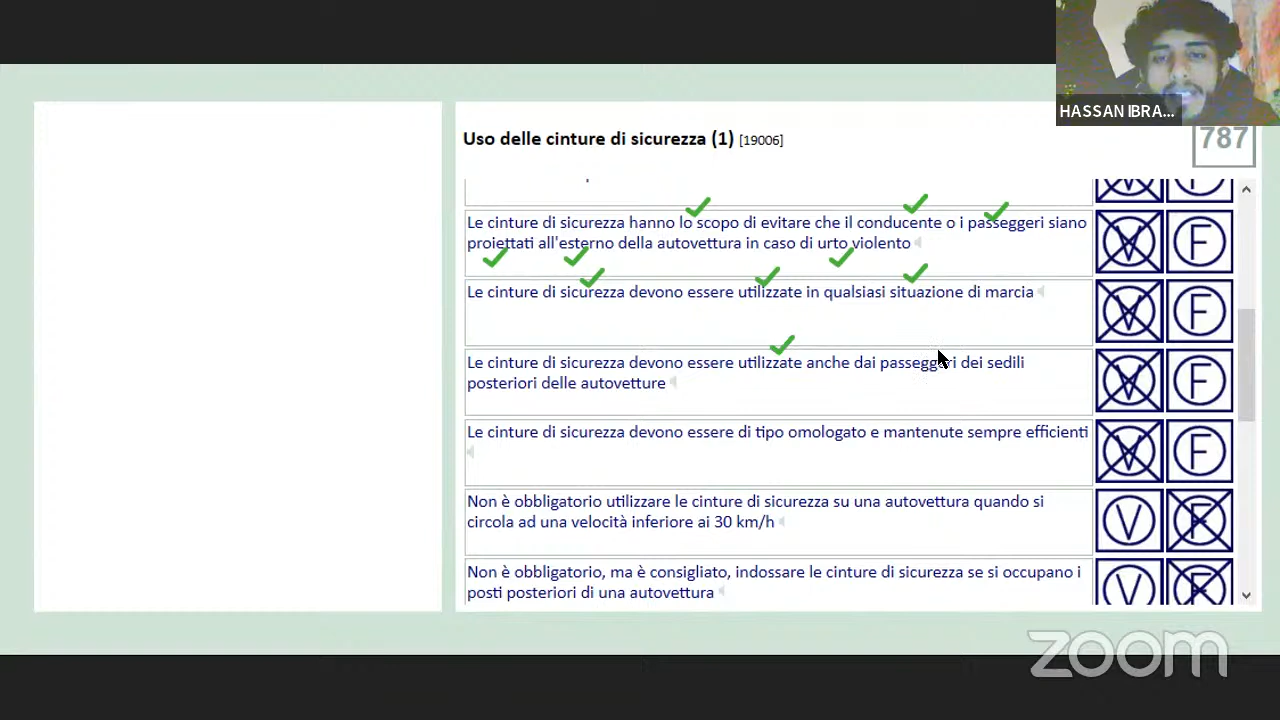 HASSAN IBRA...
Uso delle cinture di sicurezza (1) [19006]
787
Le cinture di sicurezza hanno lo scopo di evitare che il conducente o i passeggeri siano
proiettati all'esterno della autovettura in caso di urto violento
V F
Le cinture di sicurezza devono essere utilizzate in qualsiasi situazione di marcia
V F
Le cinture di sicurezza devono essere utilizzate anche dai passeggeri dei sedili
posteriori delle autovetture
V F
Le cinture di sicurezza devono essere di tipo omologato e mantenute sempre efficienti
V F
Non è obbligatorio utilizzare le cinture di sicurezza su una autovettura quando si
circola ad una velocità inferiore ai 30 km/h
V F
Non è obbligatorio, ma è consigliato, indossare le cinture di sicurezza se si occupano i
posti posteriori di una autovettura
V F
zoom